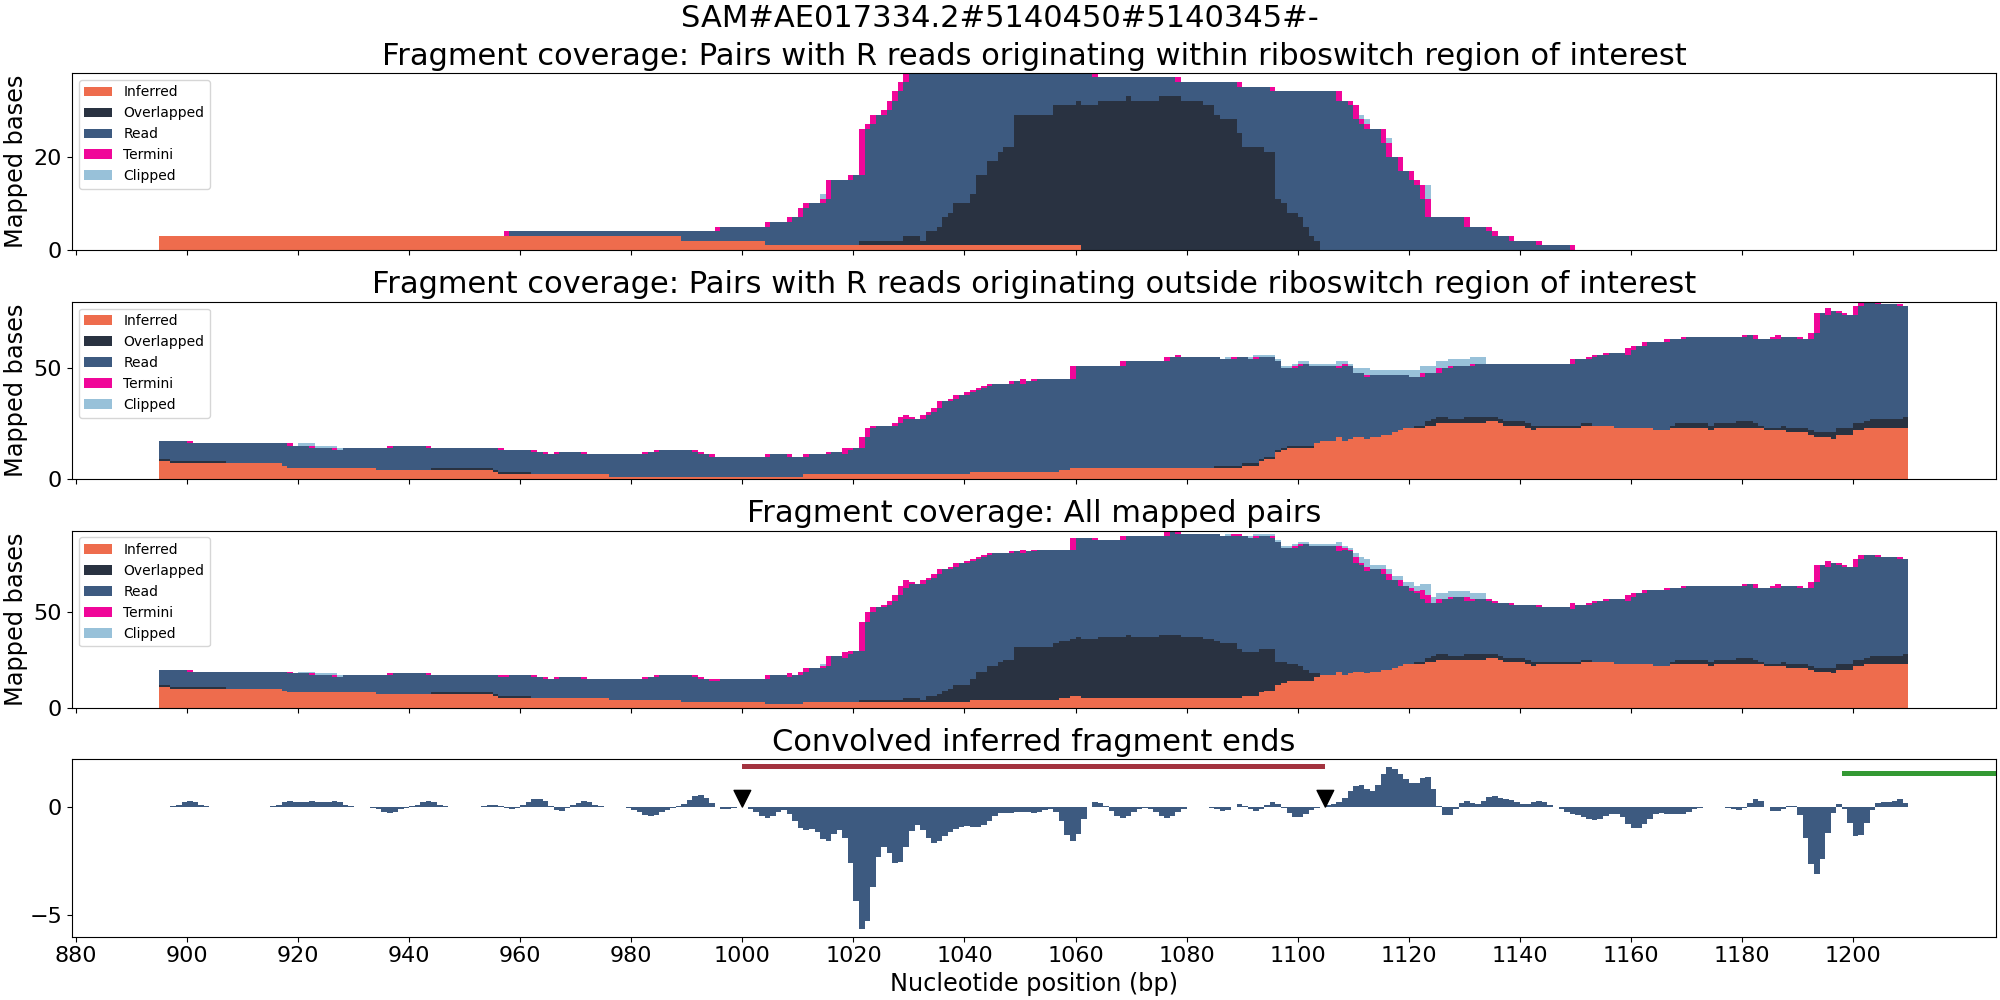 SAM#AE017334.2#5140450#5140345#-
Fragment coverage: Pairs with R reads originating within riboswitch region of interest
Mapped bases
20
0
Inferred
Overlapped
Read
Termini
Clipped
Fragment coverage: Pairs with R reads originating outside riboswitch region of interest
Mapped bases
50
0
Inferred
Overlapped
Read
Termini
Clipped
Fragment coverage: All mapped pairs
Mapped bases
50
0
Inferred
Overlapped
Read
Termini
Clipped
Convolved inferred fragment ends
0
−5
880 900 920 940 960 980 1000 1020 1040 1060 1080 1100 1120 1140 1160 1180 1200
Nucleotide position (bp)